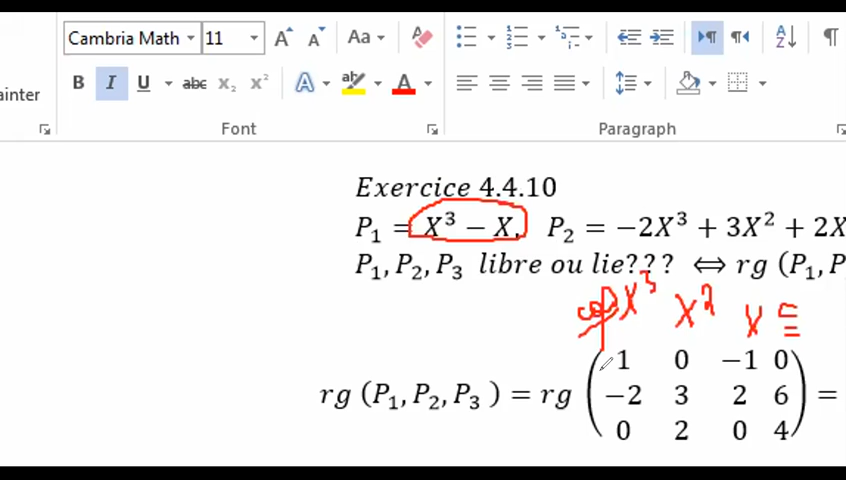 Cambria Math 11 A A Aa A
ainter B I U abc x₂ x² A ab A
Font Paragraph
Exercice 4.4.10
P₁ = X³ − X, P₂ = −2X³ + 3X² + 2X
P₁, P₂, P₃ libre ou lie??? ⟺ rg (P₁, P
X³ X² X
1 0 −1 0
rg (P₁, P₂, P₃ ) = rg −2 3 2 6 =
0 2 0 4